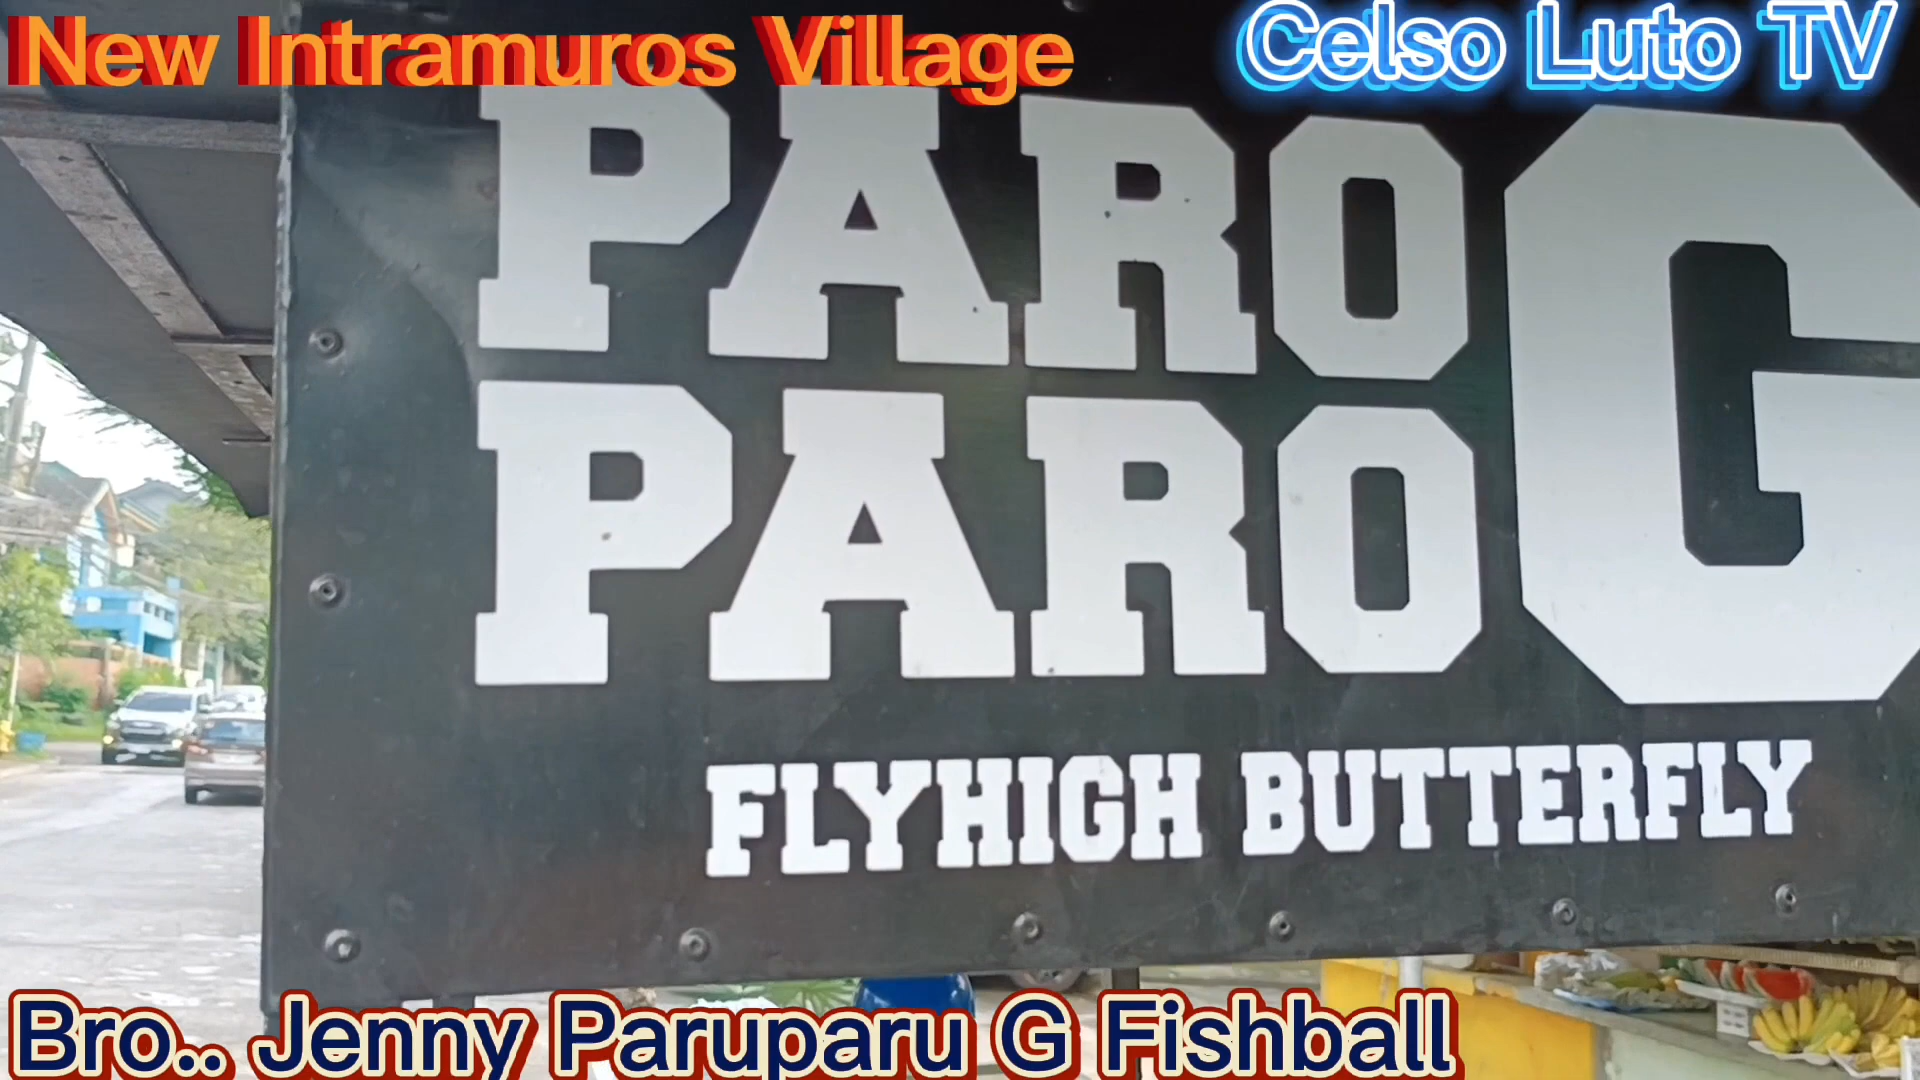 New Intramuros Village
Celso Luto TV
PARO
PARO
G
FLYHIGH BUTTERFLY
Bro.. Jenny Paruparu G Fishball